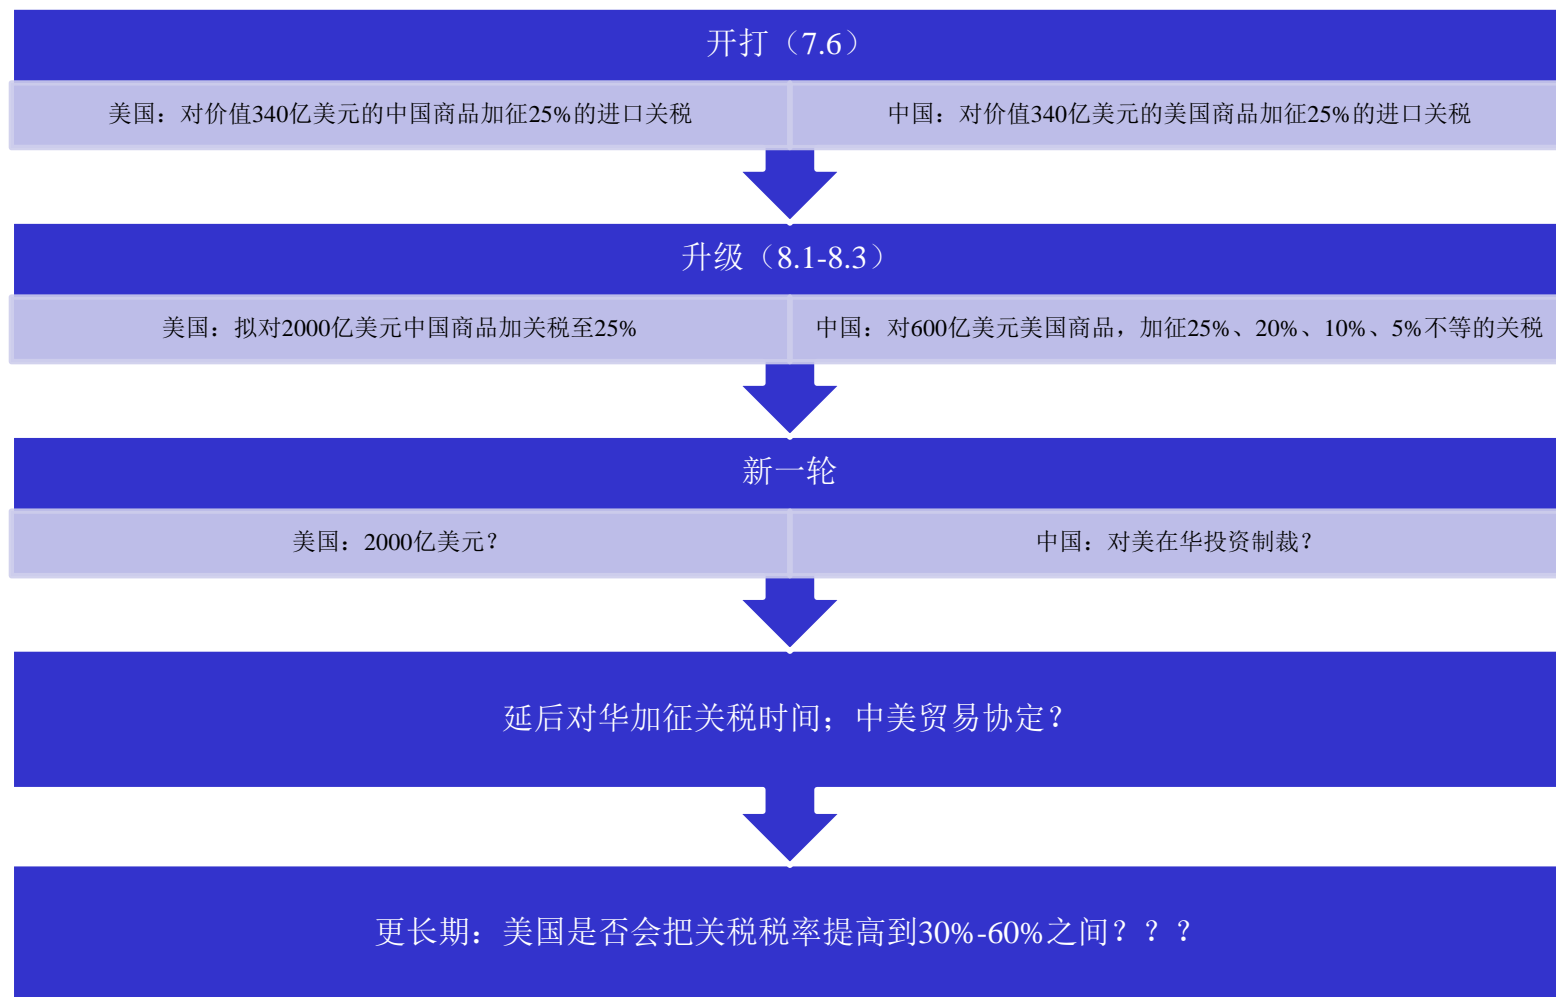 开打（7.6）
美国：对价值340亿美元的中国商品加征25%的进口关税
中国：对价值340亿美元的美国商品加征25%的进口关税
升级（8.1-8.3）
美国：拟对2000亿美元中国商品加关税至25%
中国：对600亿美元美国商品，加征25%、20%、10%、5%不等的关税
新一轮
美国：2000亿美元？
中国：对美在华投资制裁？
延后对华加征关税时间；中美贸易协定？
更长期：美国是否会把关税税率提高到30%-60%之间？？？